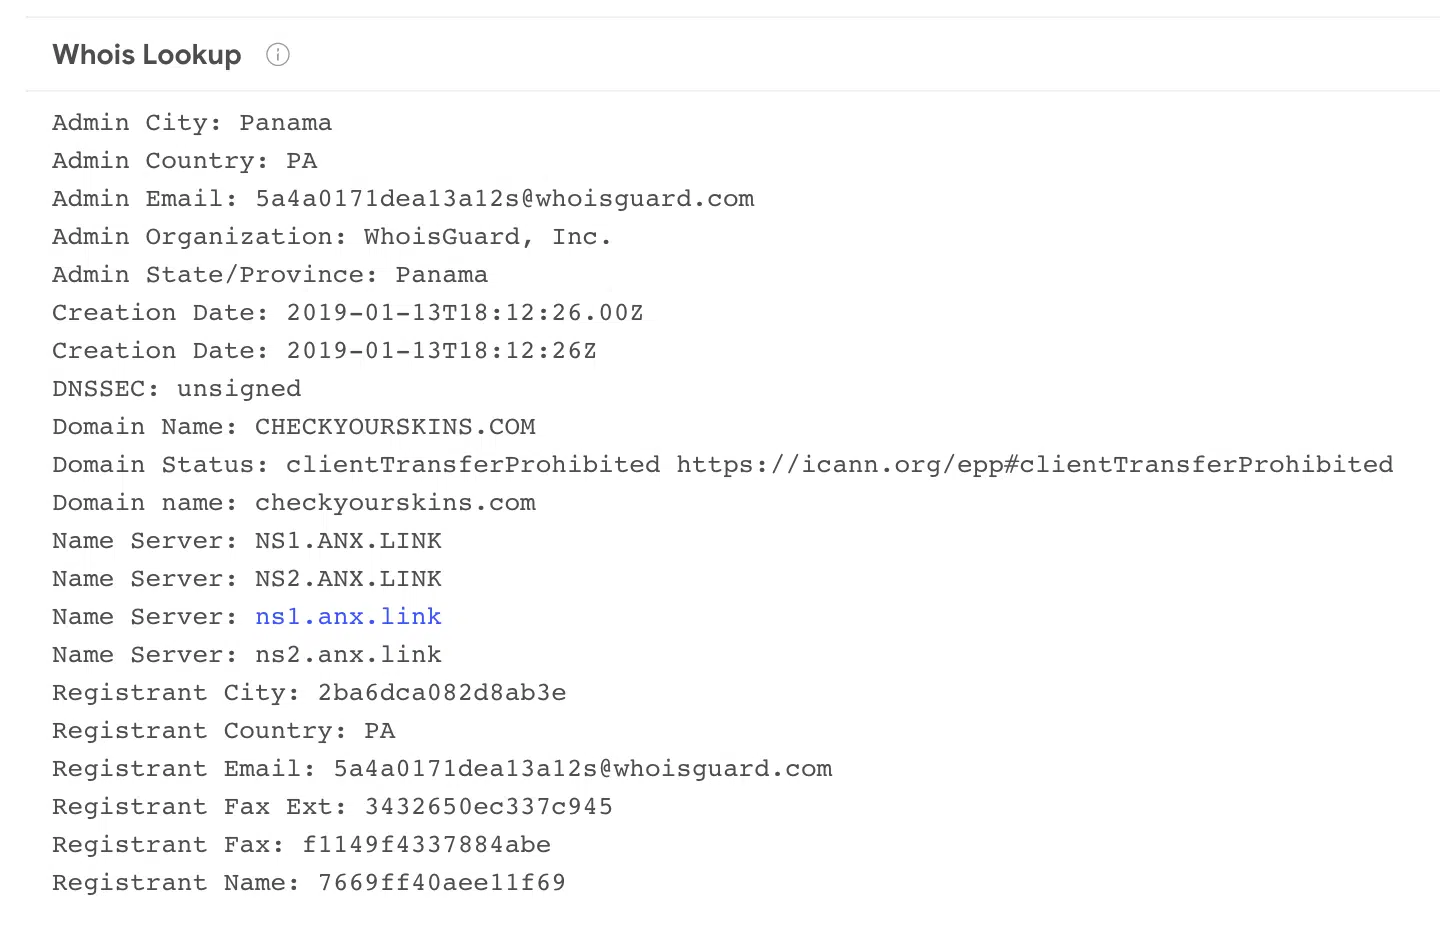 Whois Lookup
Admin City: Panama
Admin Country: PA
Admin Email: 5a4a0171dea13a12s@whoisguard.com
Admin Organization: WhoisGuard, Inc.
Admin State/Province: Panama
Creation Date: 2019-01-13T18:12:26.00Z
Creation Date: 2019-01-13T18:12:26Z
DNSSEC: unsigned
Domain Name: CHECKYOURSKINS.COM
Domain Status: clientTransferProhibited https://icann.org/epp#clientTransferProhibited
Domain name: checkyourskins.com
Name Server: NS1.ANX.LINK
Name Server: NS2.ANX.LINK
Name Server: ns1.anx.link
Name Server: ns2.anx.link
Registrant City: 2ba6dca082d8ab3e
Registrant Country: PA
Registrant Email: 5a4a0171dea13a12s@whoisguard.com
Registrant Fax Ext: 3432650ec337c945
Registrant Fax: f1149f4337884abe
Registrant Name: 7669ff40aee11f69